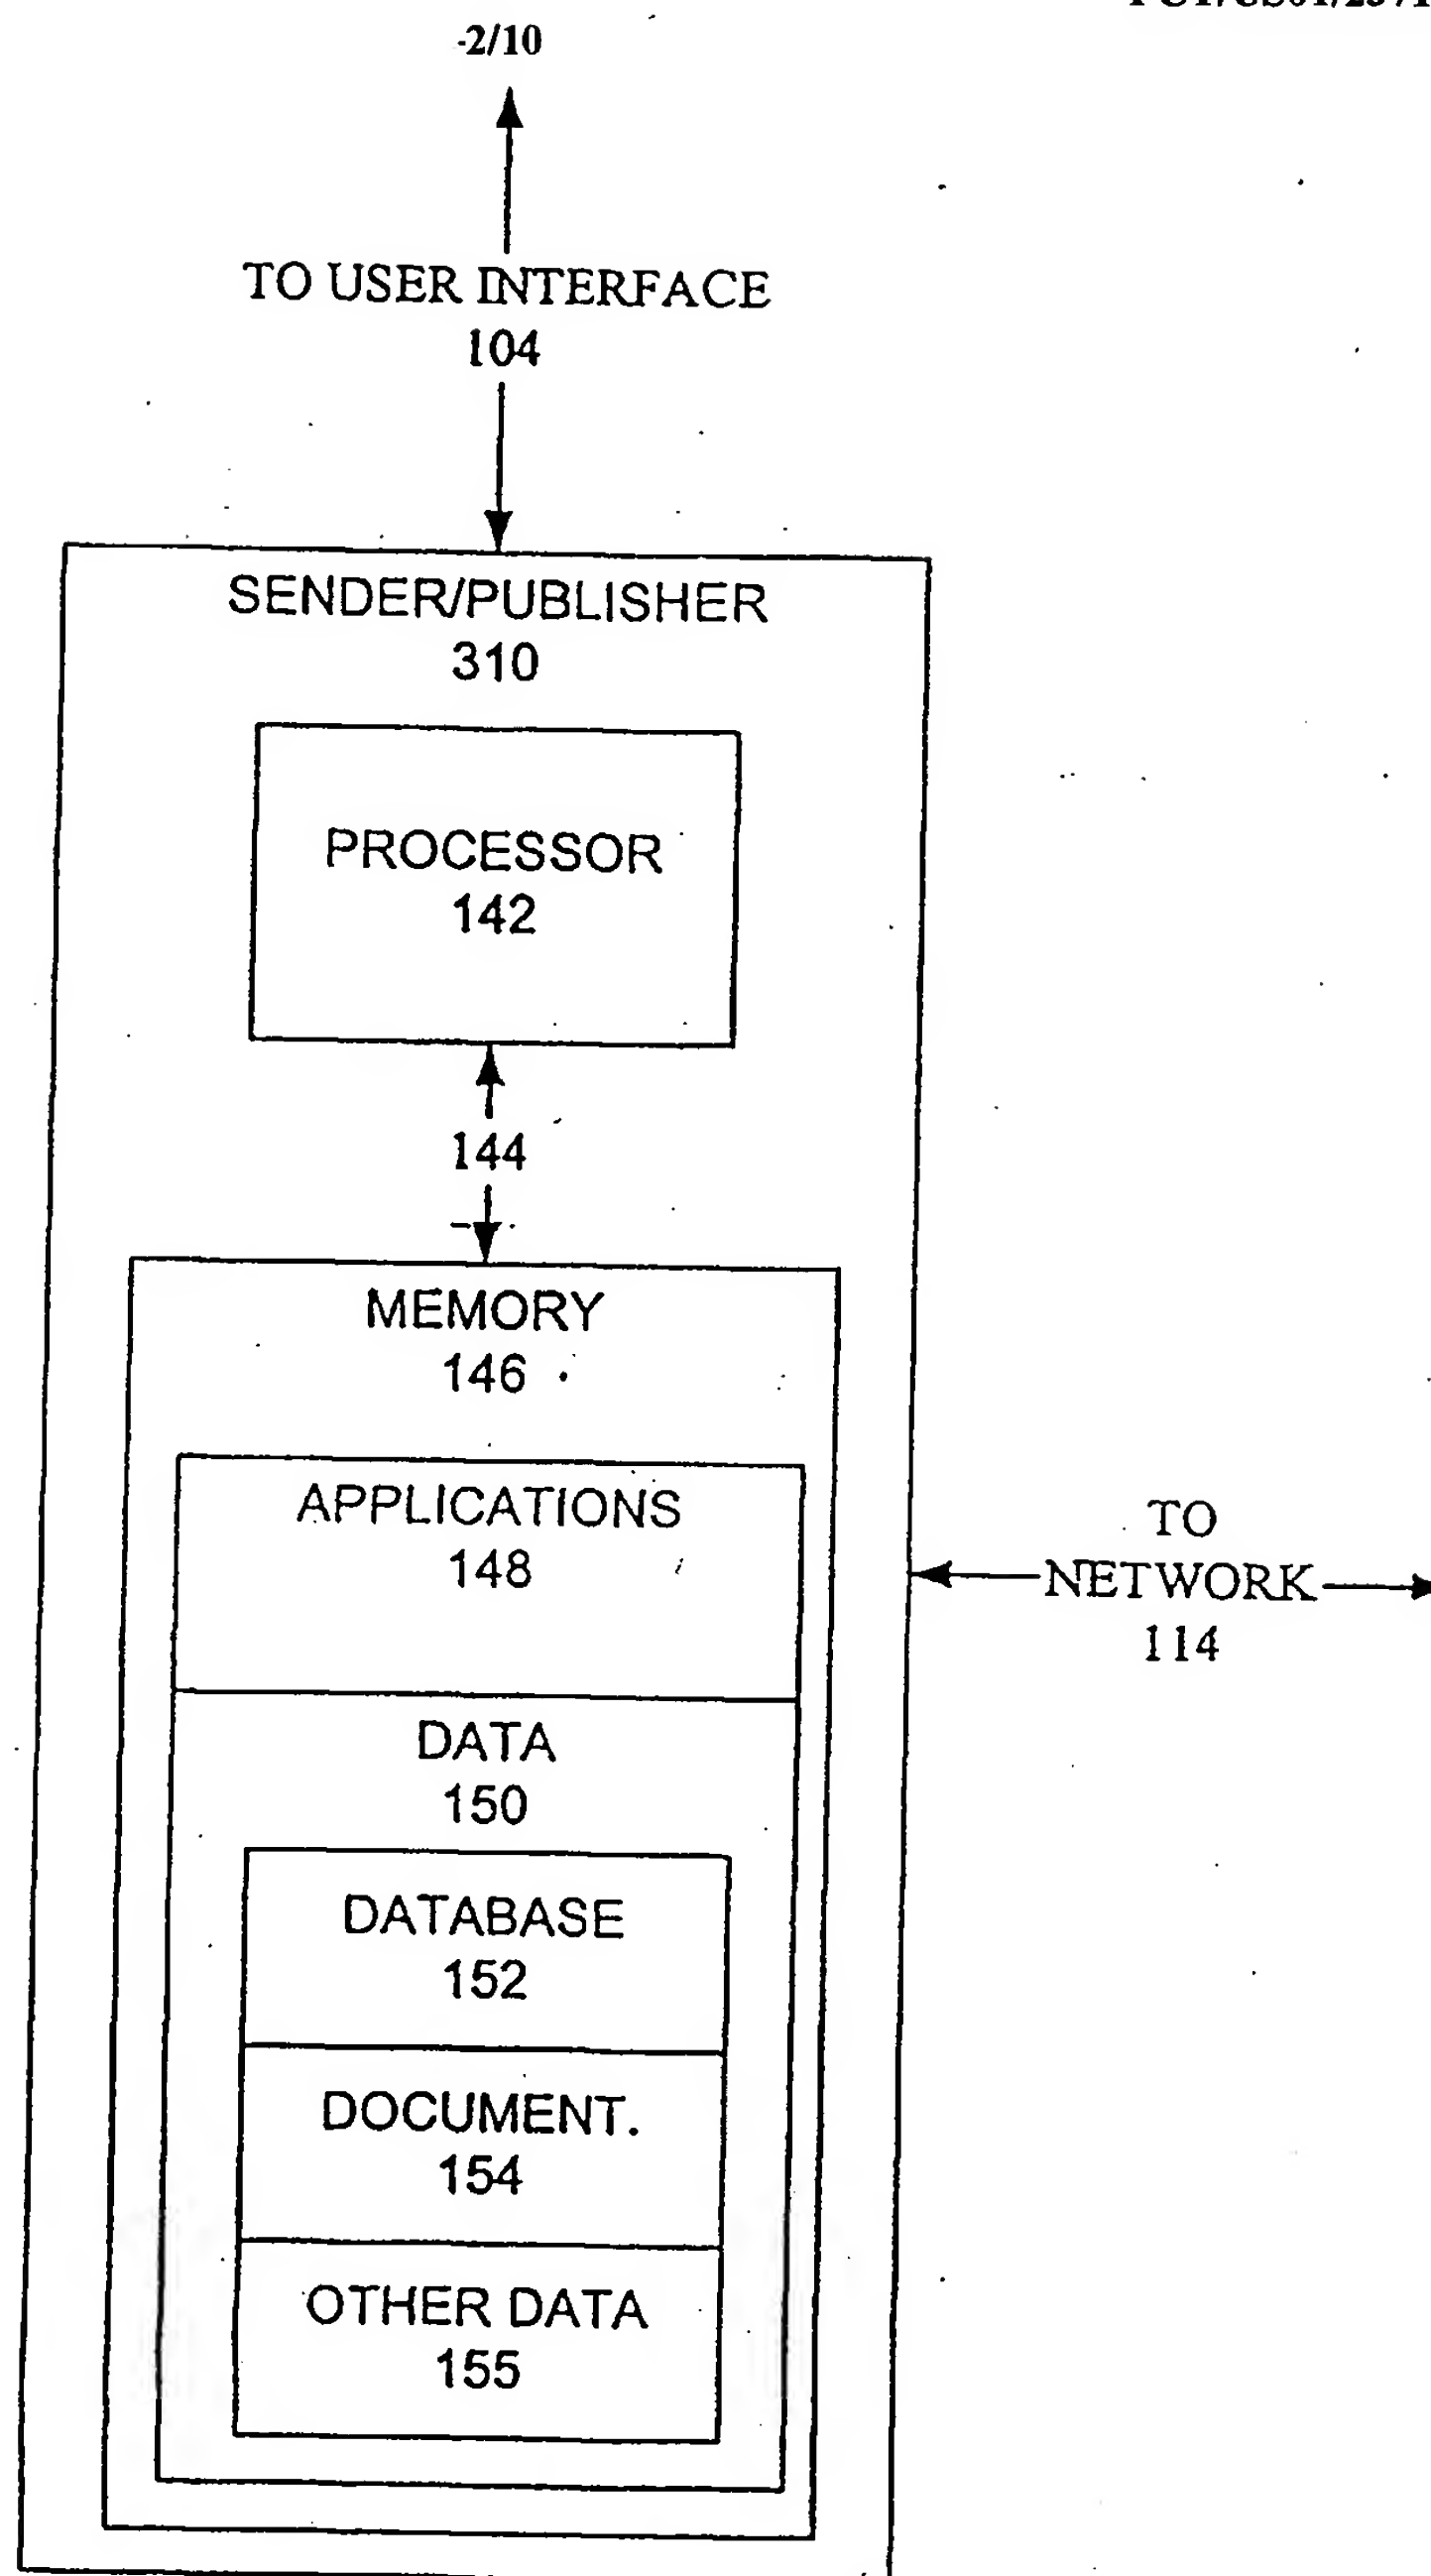 -2/10
TO USER INTERFACE
104
SENDER/PUBLISHER
310
PROCESSOR
142
144
MEMORY
146
APPLICATIONS
148
TO
NETWORK
114
DATA
150
DATABASE
152
DOCUMENT.
154
OTHER DATA
155